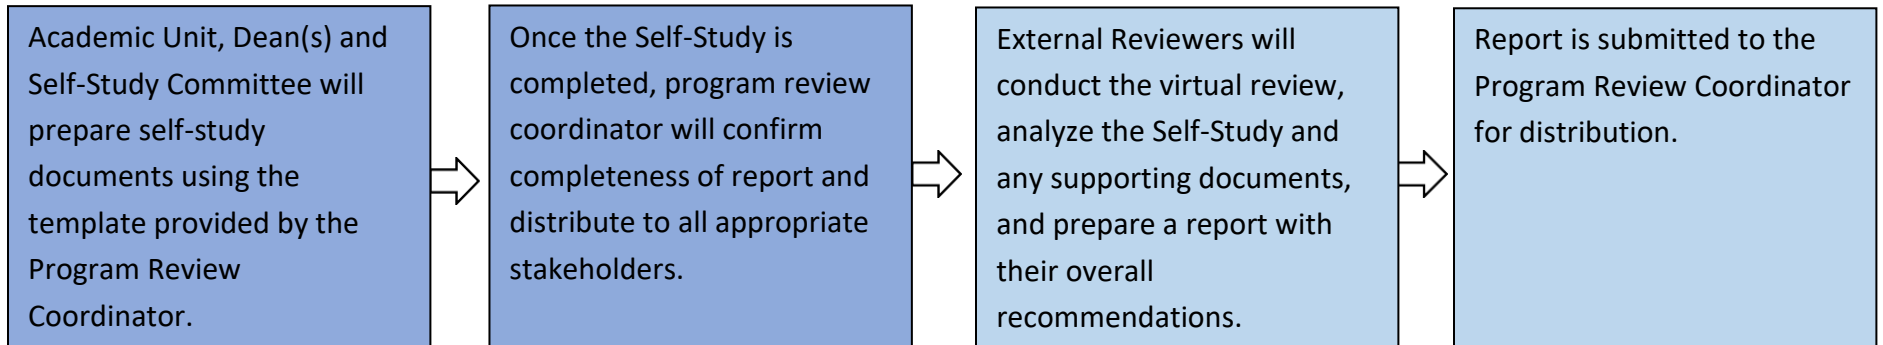 Academic Unit, Dean(s) and
Self-Study Committee will
prepare self-study
documents using the
template provided by the
Program Review
Coordinator.
Once the Self-Study is
completed, program review
coordinator will confirm
completeness of report and
distribute to all appropriate
stakeholders.
External Reviewers will
conduct the virtual review,
analyze the Self-Study and
any supporting documents,
and prepare a report with
their overall
recommendations.
Report is submitted to the
Program Review Coordinator
for distribution.